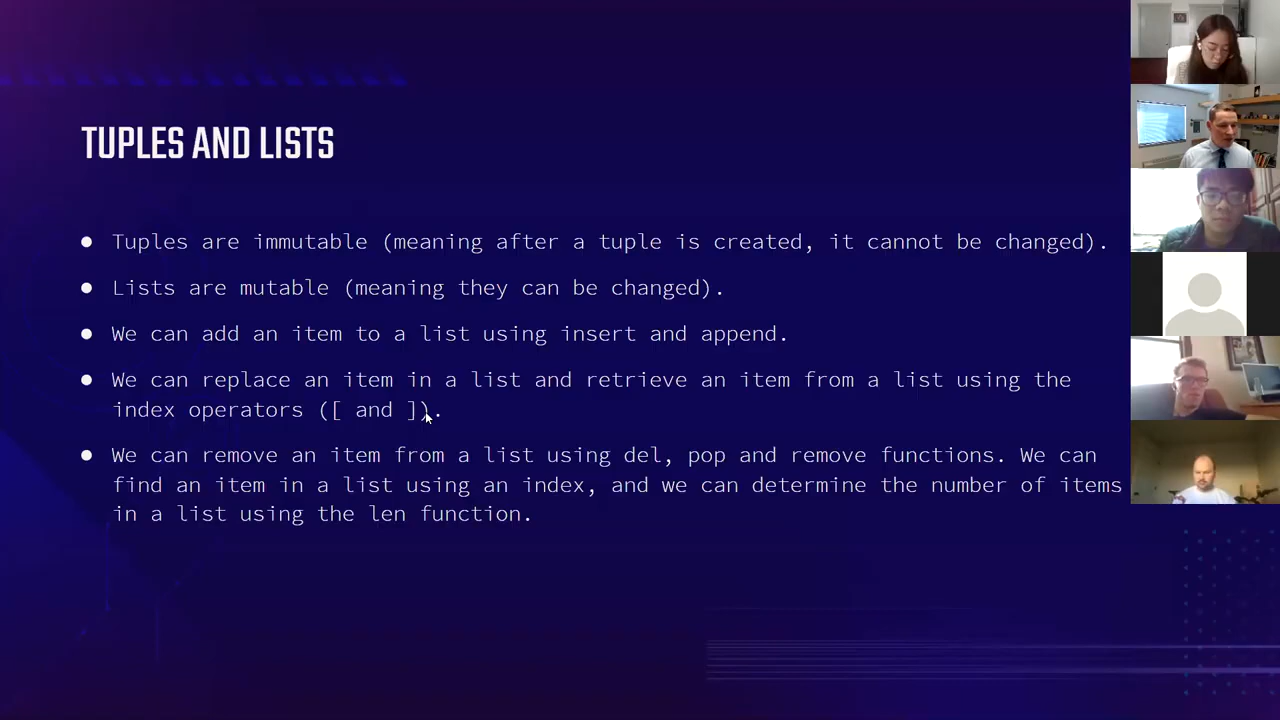 TUPLES AND LISTS
● Tuples are immutable (meaning after a tuple is created, it cannot be changed).
● Lists are mutable (meaning they can be changed).
● We can add an item to a list using insert and append.
● We can replace an item in a list and retrieve an item from a list using the
index operators ([ and ]).
● We can remove an item from a list using del, pop and remove functions. We can
find an item in a list using an index, and we can determine the number of items
in a list using the len function.